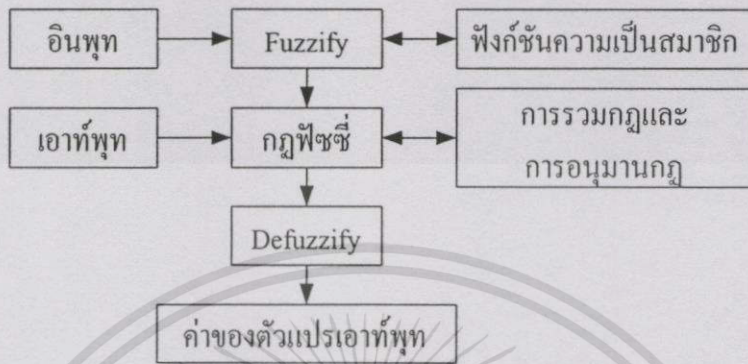 อินพุท
Fuzzify
ฟังก์ชันความเป็นสมาชิก
เอาท์พุท
กฎฟัซซี่
การรวมกฎและ
การอนุมานกฎ
Defuzzify
ค่าของตัวแปรเอาท์พุท